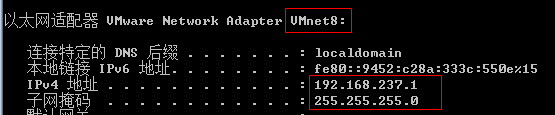 以太网适配器 VMware Network Adapter VMnet8:
连接特定的 DNS 后缀 . . . . . . . : localdomain
本地链接 IPv6 地址. . . . . . . . : fe80::9452:c28a:333c:550e%15
IPv4 地址 . . . . . . . . . . . . : 192.168.237.1
子网掩码 . . . . . . . . . . . . : 255.255.255.0